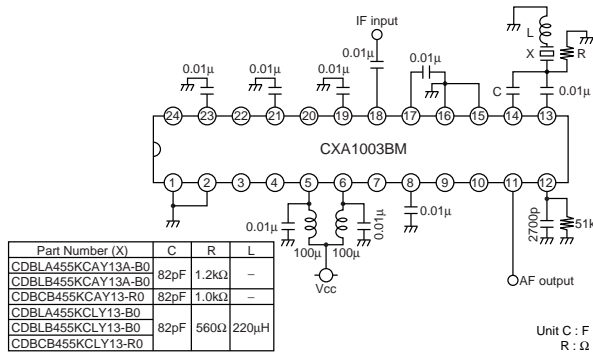 IF input
L
X
R
0.01μ
0.01μ
0.01μ
0.01μ
0.01μ
C
0.01μ
24 23 22 21 20 19 18 17 16 15 14 13
CXA1003BM
1 2 3 4 5 6 7 8 9 10 11 12
0.01μ
0.01μ
0.01μ
2700p
51k
100μ
100μ
Vcc
AF output
Part Number (X) C R L
CDBLA455KCAY13A-B0 82pF 1.2kΩ –
CDBLB455KCAY13A-B0
CDBCB455KCAY13-R0 82pF 1.0kΩ –
CDBLA455KCLY13-B0
CDBLB455KCLY13-B0 82pF 560Ω 220μH
CDBCB455KCLY13-R0
Unit C : F
R : Ω